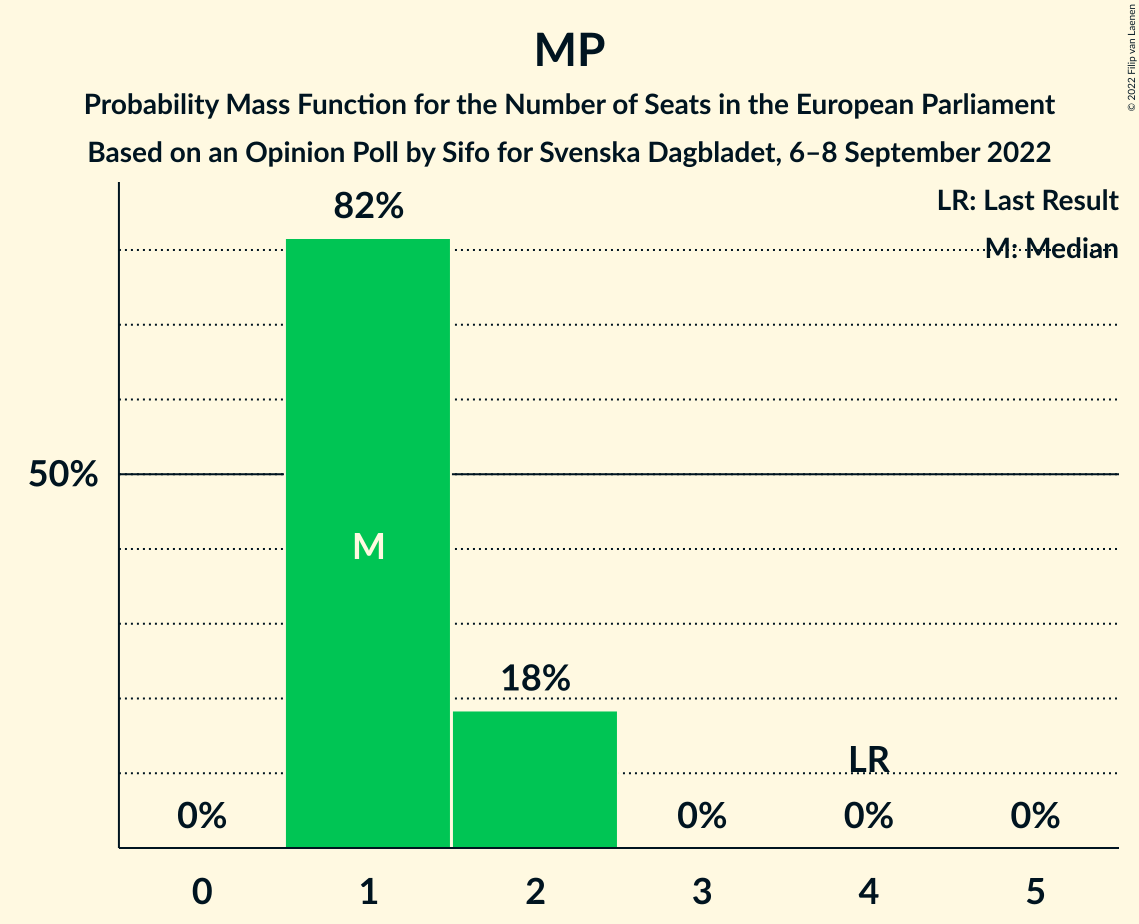 MP
Probability Mass Function for the Number of Seats in the European Parliament
Based on an Opinion Poll by Sifo for Svenska Dagbladet, 6–8 September 2022
© 2022 Filip van Laenen
LR: Last Result
M: Median
82%
50%
M
18%
LR
0%
0%
0%
0%
0 1 2 3 4 5